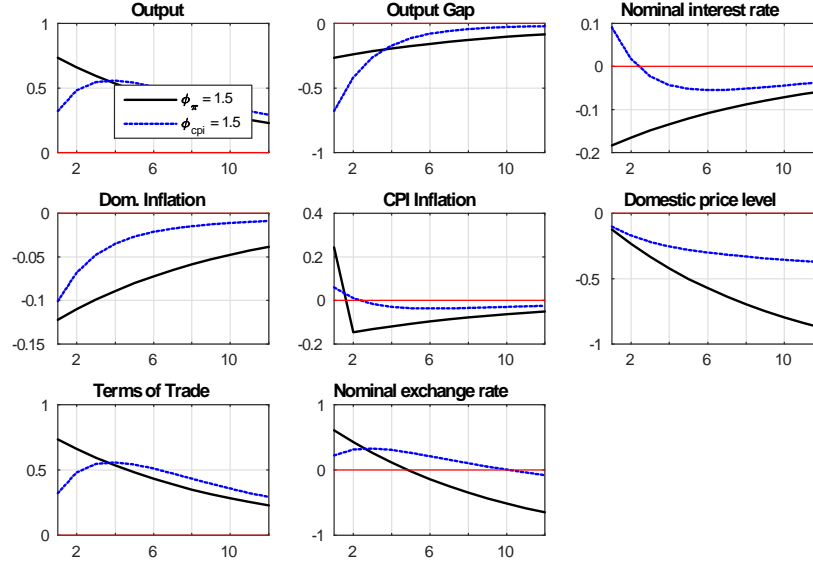 Output
1
0.5
0
2 6 10
ϕπ = 1.5
ϕcpi = 1.5
Output Gap
0
-0.5
-1
2 6 10
Nominal interest rate
0.1
0
-0.1
-0.2
2 6 10
Dom. Inflation
0
-0.05
-0.1
-0.15
2 6 10
CPI Inflation
0.4
0.2
0
-0.2
2 6 10
Domestic price level
0
-0.5
-1
2 6 10
Terms of Trade
1
0.5
0
2 6 10
Nominal exchange rate
1
0
-1
2 6 10